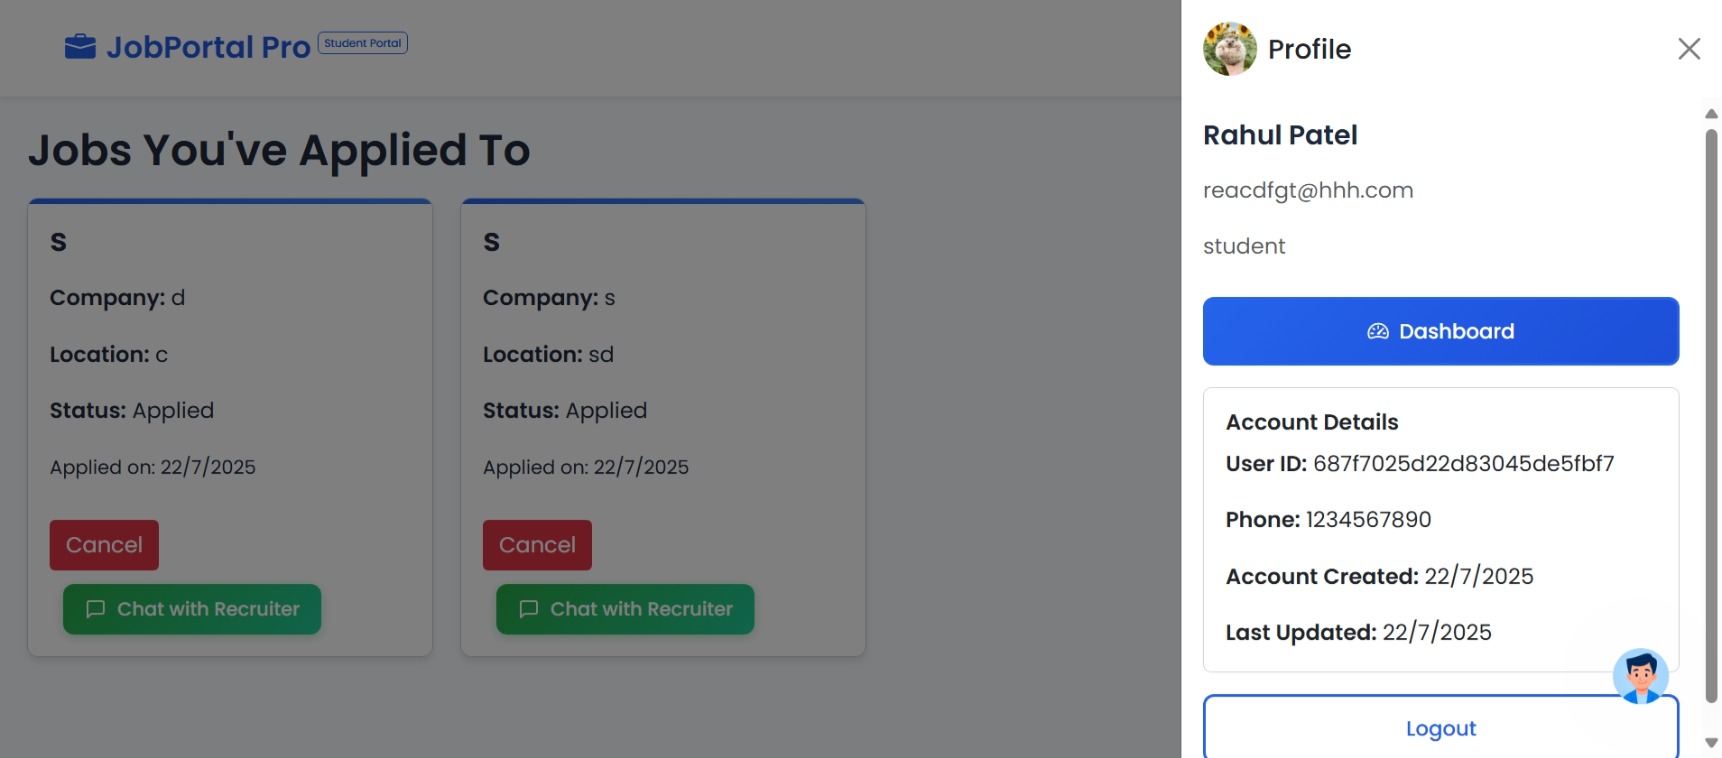 JobPortal Pro Student Portal
Jobs You've Applied To
s
Company: d
Location: c
Status: Applied
Applied on: 22/7/2025
Cancel
Chat with Recruiter
s
Company: s
Location: sd
Status: Applied
Applied on: 22/7/2025
Cancel
Chat with Recruiter
Profile
Rahul Patel
reacdfgt@hhh.com
student
Dashboard
Account Details
User ID: 687f7025d22d83045de5fbf7
Phone: 1234567890
Account Created: 22/7/2025
Last Updated: 22/7/2025
Logout